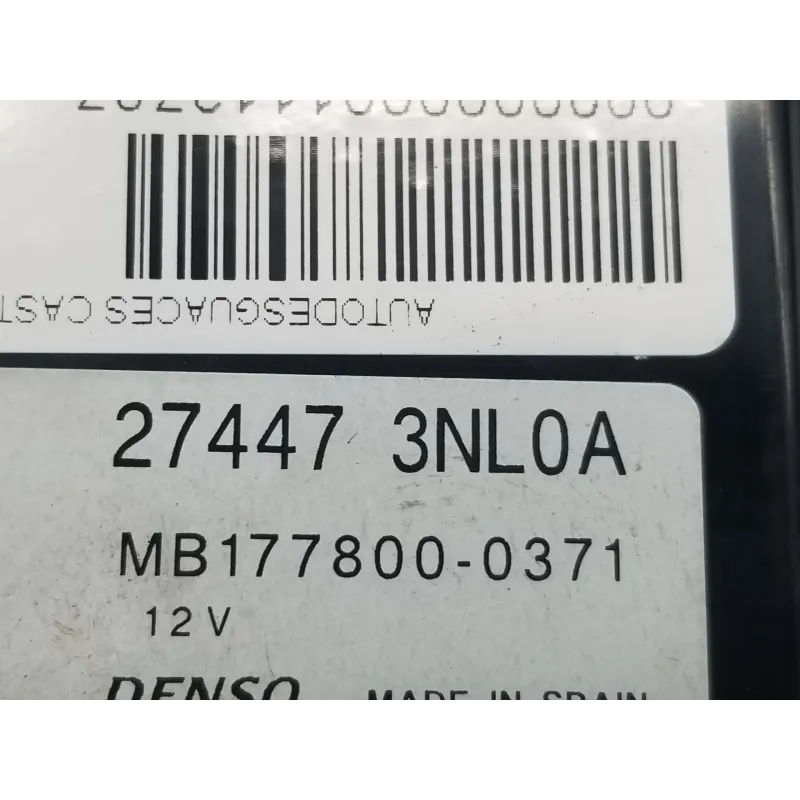 AUTODESGUACES CAST
27447 3NL0A
MB177800-0371
12V
DENSO MADE IN SPAIN